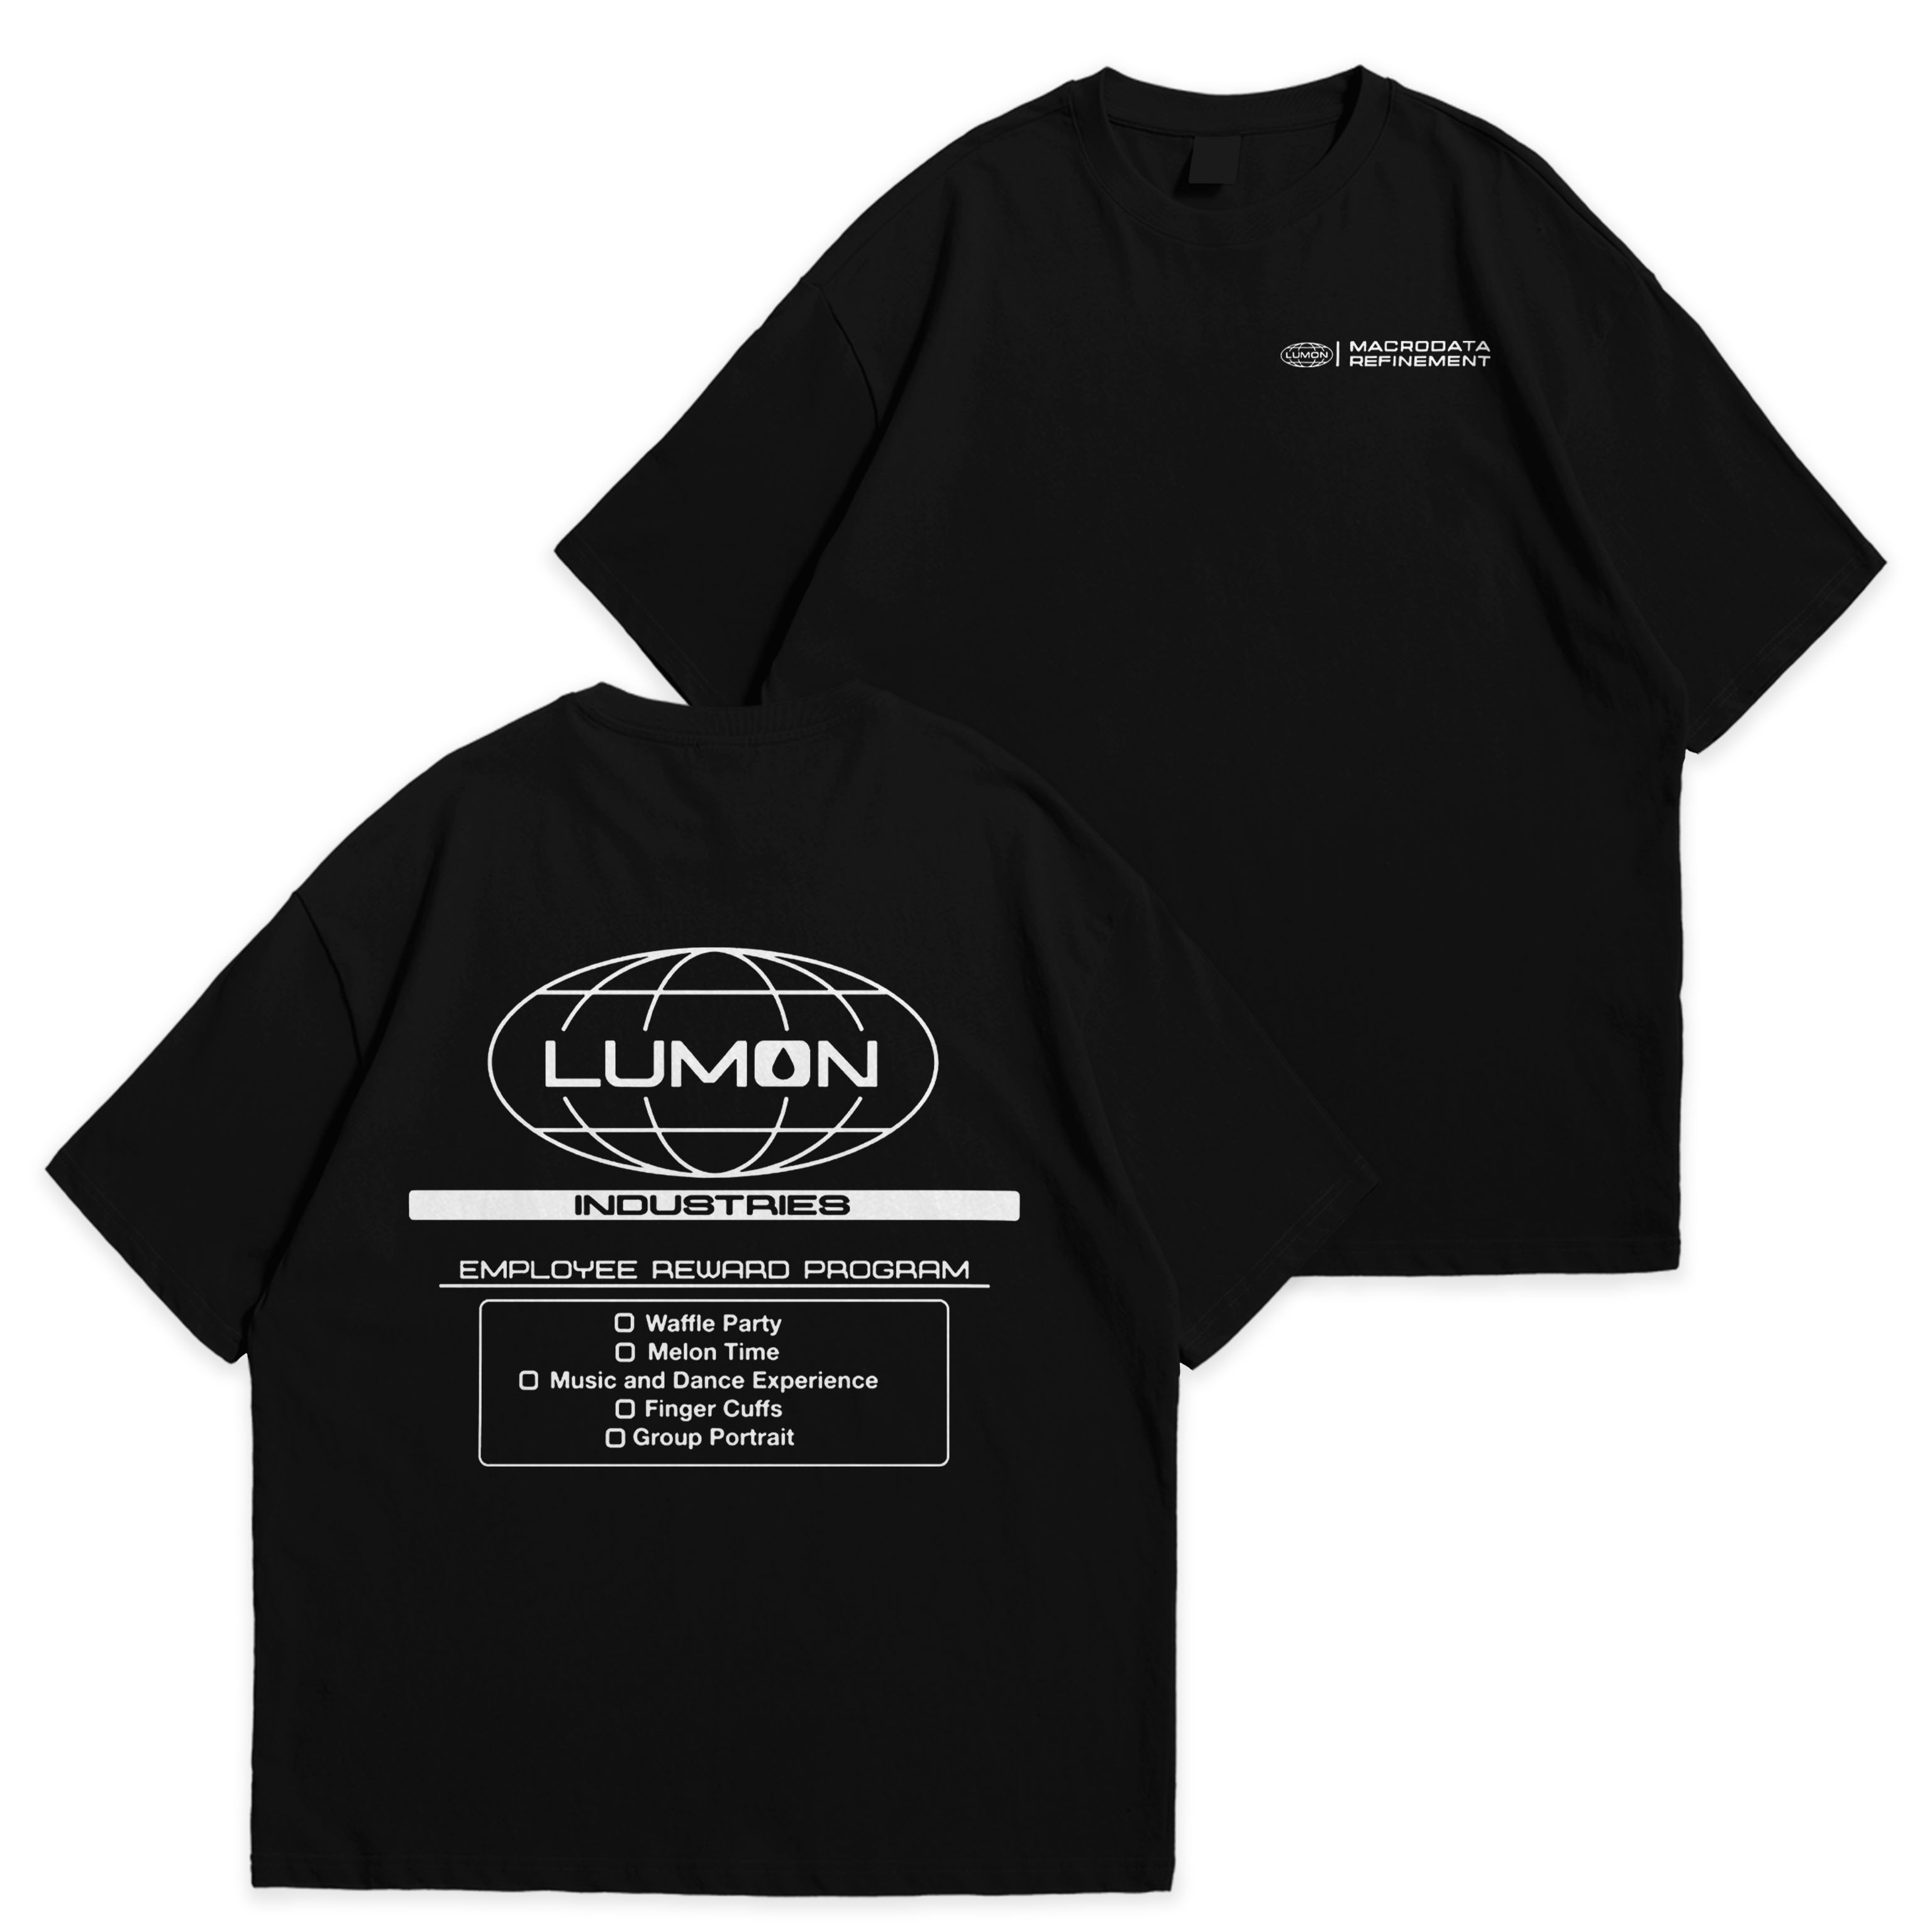 LUMON
MACRODATA
REFINEMENT
LUMON
INDUSTRIES
EMPLOYEE REWARD PROGRAM
Waffle Party
Melon Time
Music and Dance Experience
Finger Cuffs
Group Portrait